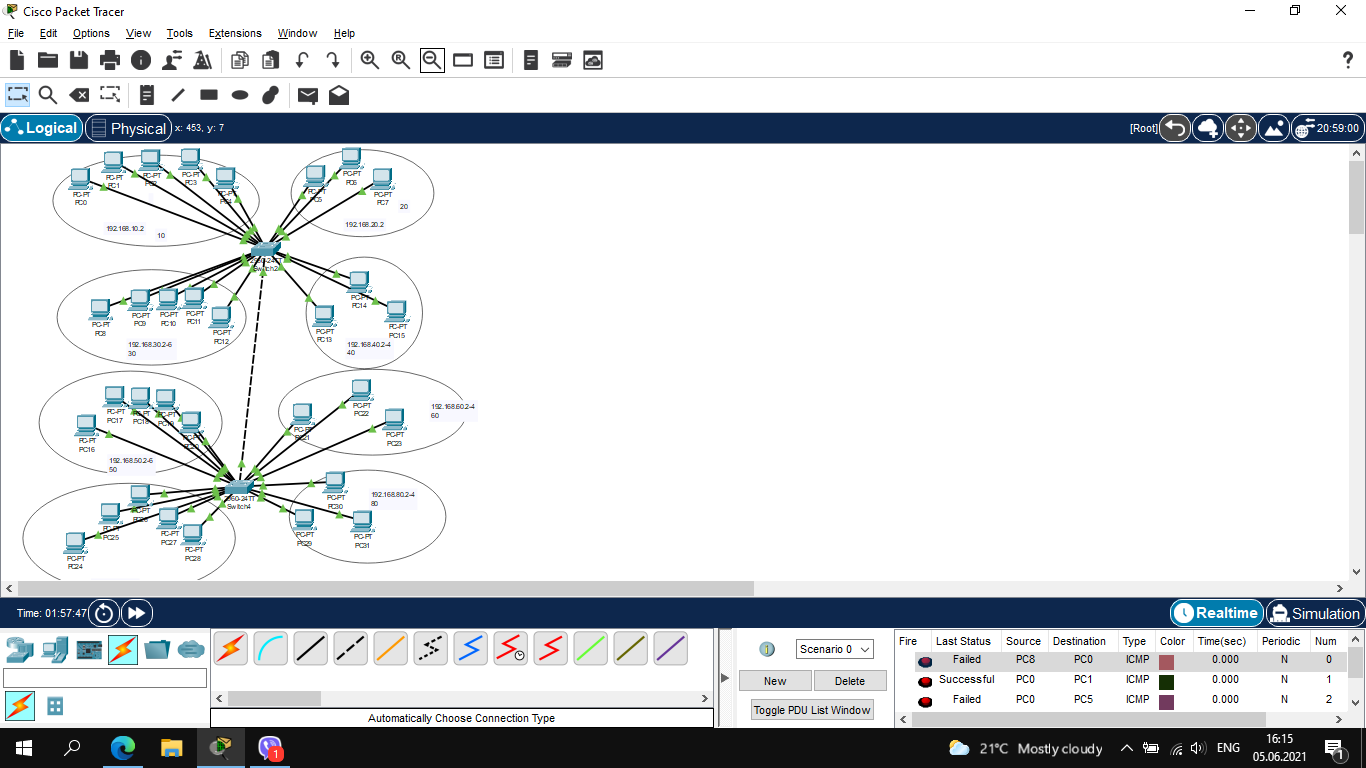 Cisco Packet Tracer
File Edit Options View Tools Extensions Window Help
Logical Physical x: 453, y: 7 [Root] 20:59:00
PC-PT
PC0
PC-PT
PC1
PC-PT
PC-PT
PC3
PC-PT
192.168.10.2
10
PC-PT
PC5
PC-PT
PC6
PC-PT
PC7
20
192.168.20.2
2960-24TT
PC-PT
PC8
PC-PT
PC9
PC-PT
PC10
PC-PT
PC11
PC-PT
PC12
192.168.30.2-6
30
PC-PT
PC13
PC-PT
PC14
PC-PT
PC15
192.168.40.2-4
40
PC-PT
PC16
PC-PT
PC17
PC-PT
PC18
PC-PT
PC-PT
192.168.50.2-6
50
PC-PT
PC21
PC-PT
PC22
PC-PT
PC23
192.168.60.2-4
60
2960-24TT
Switch4
PC-PT
PC24
PC-PT
PC25
PC-PT
PC-PT
PC27
PC-PT
PC28
PC-PT
PC29
PC-PT
PC30
PC-PT
PC31
192.168.80.2-4
80
Time: 01:57:47 Realtime Simulation
Automatically Choose Connection Type
Scenario 0
New Delete
Toggle PDU List Window
Fire Last Status Source Destination Type Color Time(sec) Periodic Num
Failed PC8 PC0 ICMP 0.000 N 0
Successful PC0 PC1 ICMP 0.000 N 1
Failed PC0 PC5 ICMP 0.000 N 2
21°C Mostly cloudy ENG 16:15
05.06.2021
1
1